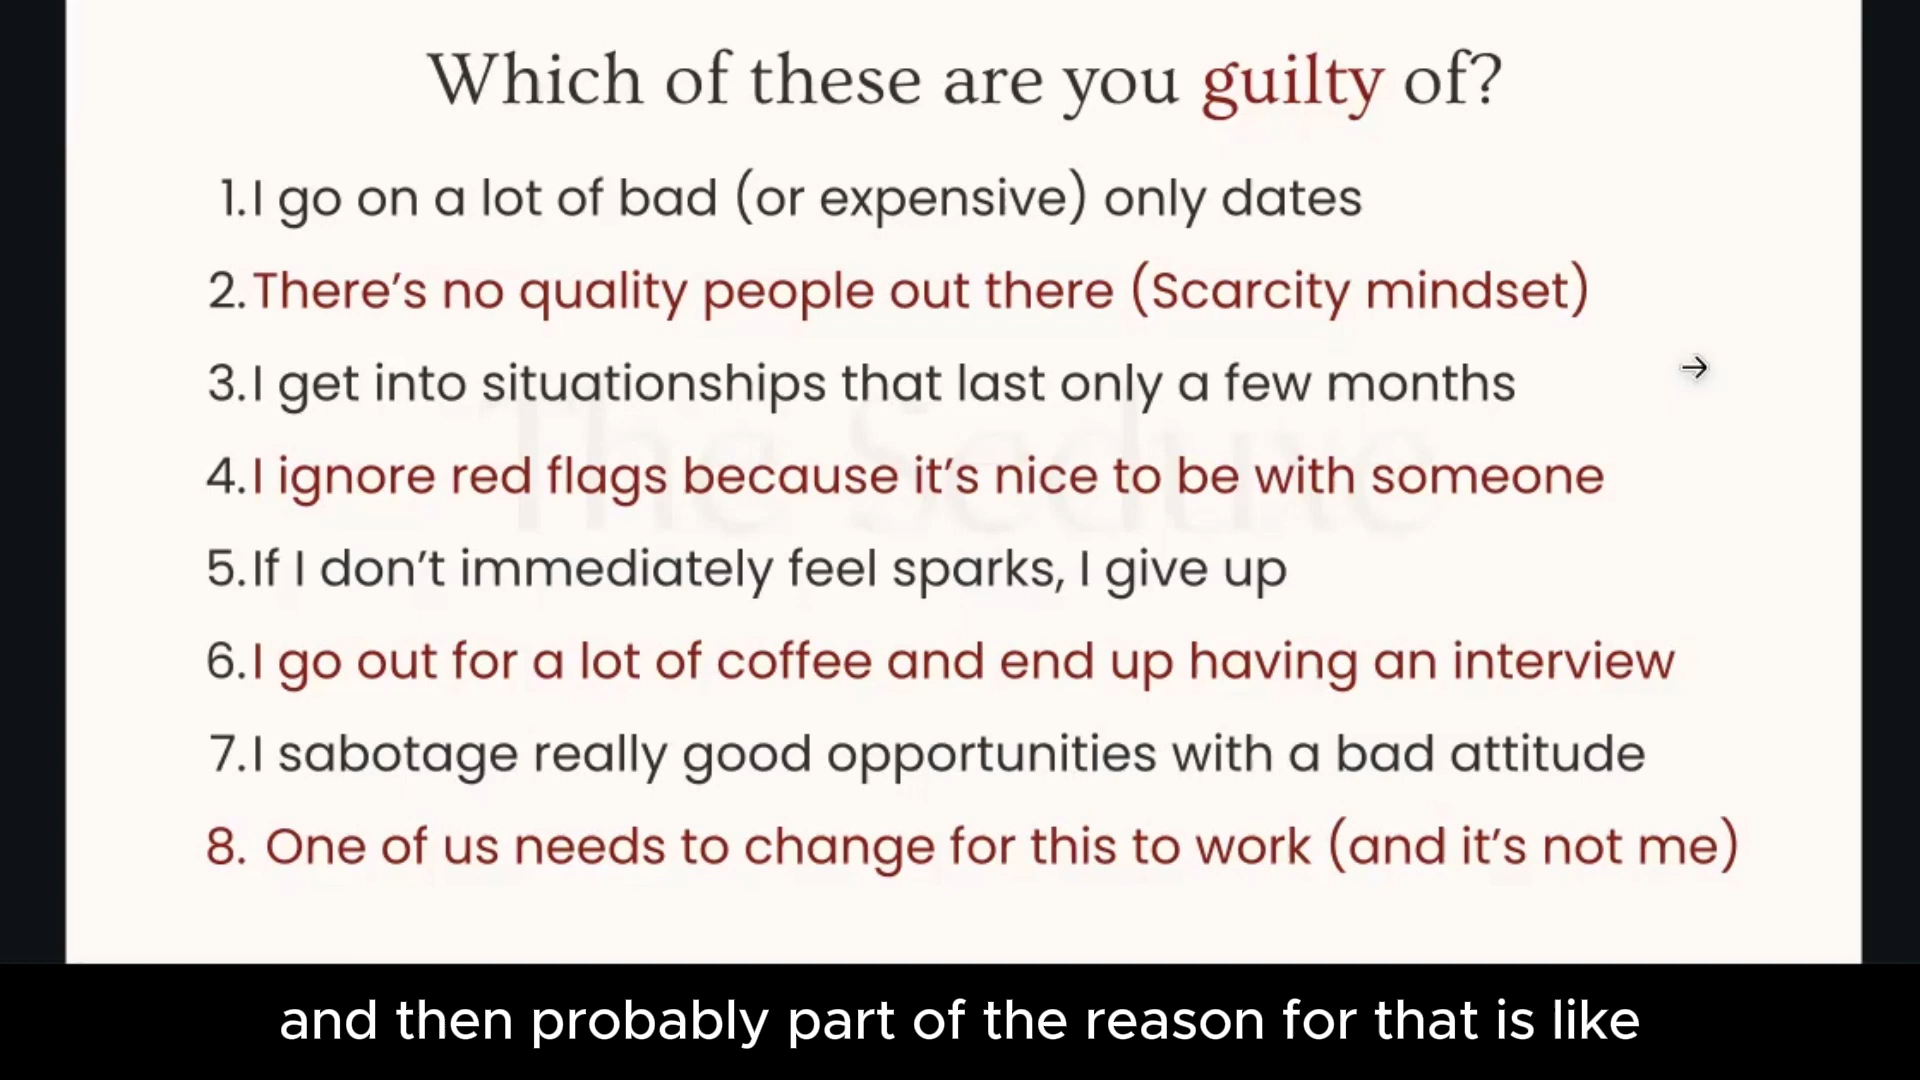 Which of these are you guilty of?
1. I go on a lot of bad (or expensive) only dates
2. There's no quality people out there (Scarcity mindset)
3. I get into situationships that last only a few months
4. I ignore red flags because it's nice to be with someone
5. If I don't immediately feel sparks, I give up
6. I go out for a lot of coffee and end up having an interview
7. I sabotage really good opportunities with a bad attitude
8. One of us needs to change for this to work (and it's not me)
and then probably part of the reason for that is like